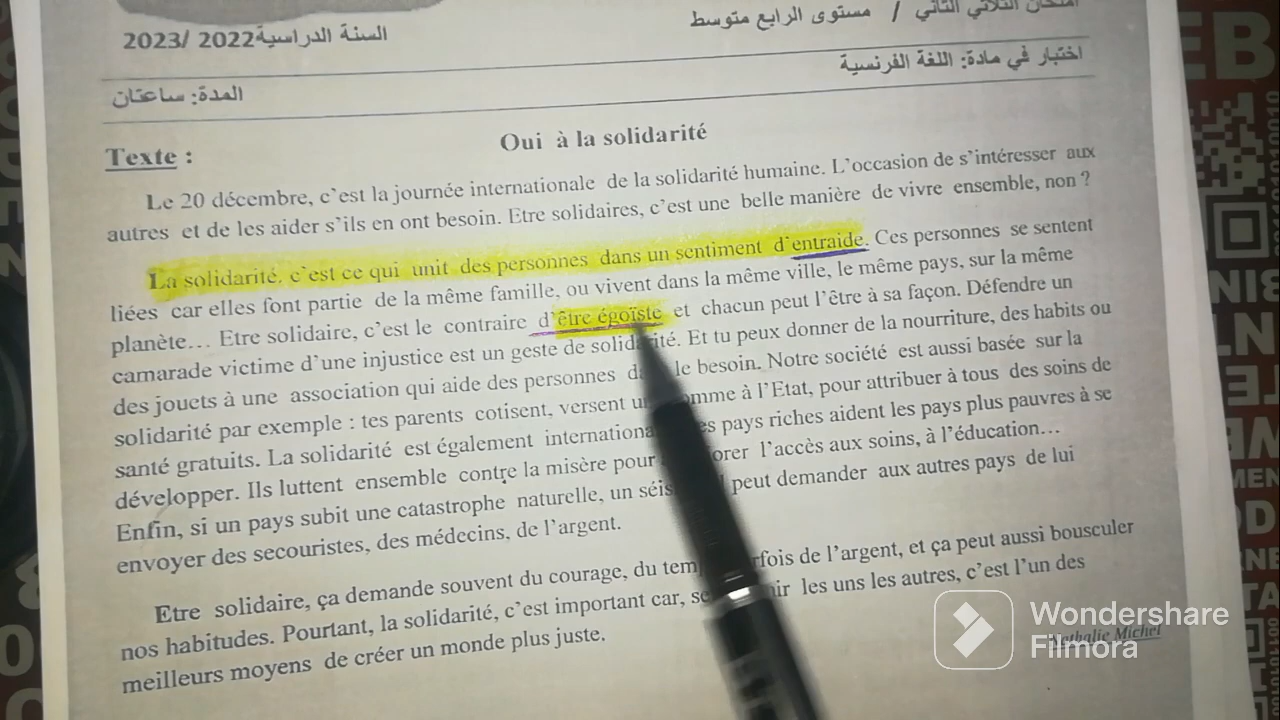 امتحان الثلاثي الثاني / مستوى الرابع متوسط
السنة الدراسية 2022 /2023
اختبار في مادة: اللغة الفرنسية
المدة: ساعتان
Texte :
Oui à la solidarité
Le 20 décembre, c'est la journée internationale de la solidarité humaine. L'occasion de s'intéresser aux
autres et de les aider s'ils en ont besoin. Etre solidaires, c'est une belle manière de vivre ensemble, non ?
La solidarité, c'est ce qui unit des personnes dans un sentiment d'entraide. Ces personnes se sentent
liées car elles font partie de la même famille, ou vivent dans la même ville, le même pays, sur la même
planète… Etre solidaire, c'est le contraire d'être égoïste et chacun peut l'être à sa façon. Défendre un
camarade victime d'une injustice est un geste de solidarité. Et tu peux donner de la nourriture, des habits ou
des jouets à une association qui aide des personnes le besoin. Notre société est aussi basée sur la
solidarité par exemple : tes parents cotisent, versent à l'Etat, pour attribuer à tous des soins de
santé gratuits. La solidarité est également pays riches aident les pays plus pauvres à se
développer. Ils luttent ensemble contre la misère pour l'accès aux soins, à l'éducation…
Enfin, si un pays subit une catastrophe naturelle, un peut demander aux autres pays de lui
envoyer des secouristes, des médecins, de l'argent.
Etre solidaire, ça demande souvent du courage, du de l'argent, et ça peut aussi bousculer
nos habitudes. Pourtant, la solidarité, c'est important car, les uns les autres, c'est l'un des
meilleurs moyens de créer un monde plus juste.
Nathalie Michel
Wondershare
Filmora
EB